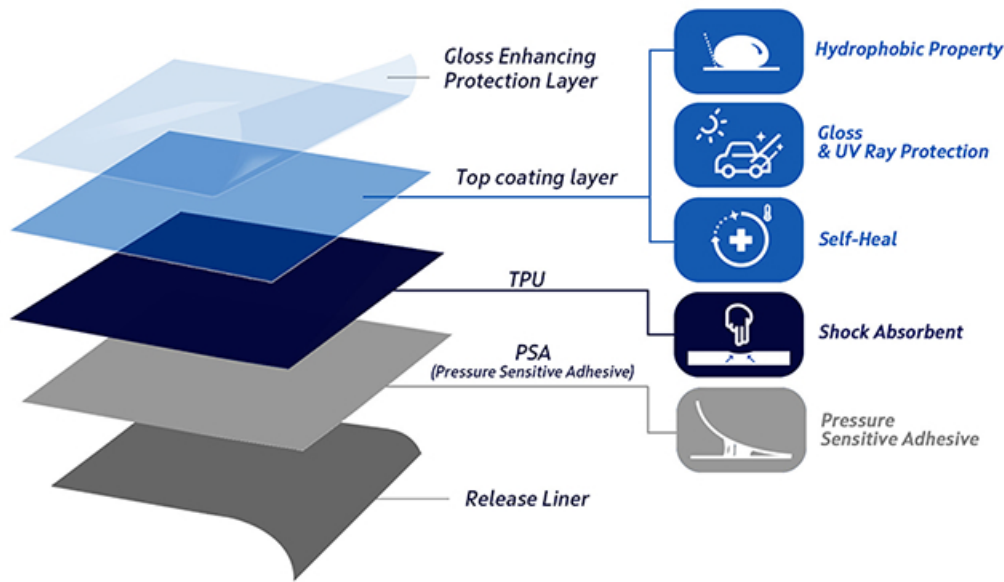 Gloss Enhancing
Protection Layer
Top coating layer
TPU
PSA
(Pressure Sensitive Adhesive)
Release Liner
Hydrophobic Property
Gloss
& UV Ray Protection
Self-Heal
Shock Absorbent
Pressure
Sensitive Adhesive